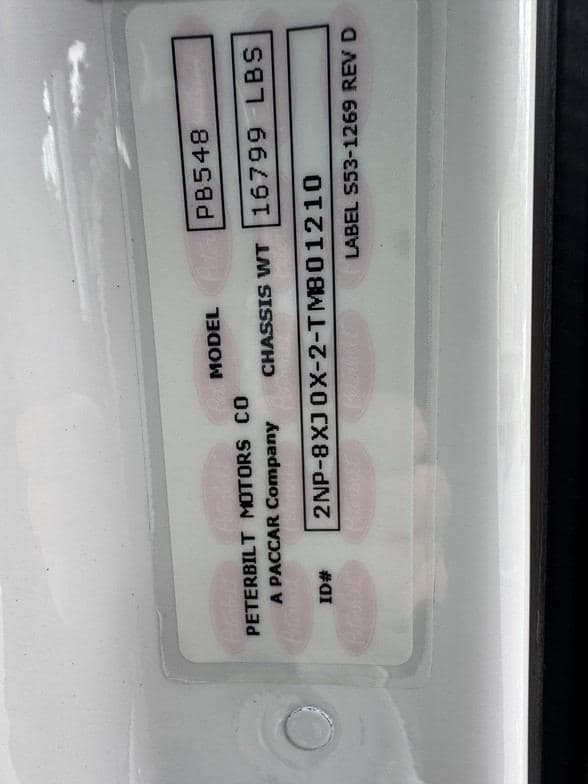 MODEL PB548
PETERBILT MOTORS CO
A PACCAR Company CHASSIS WT 16799 LBS
ID# 2NP-8XJ0X-2-TM801210
LABEL S53-1269 REV D